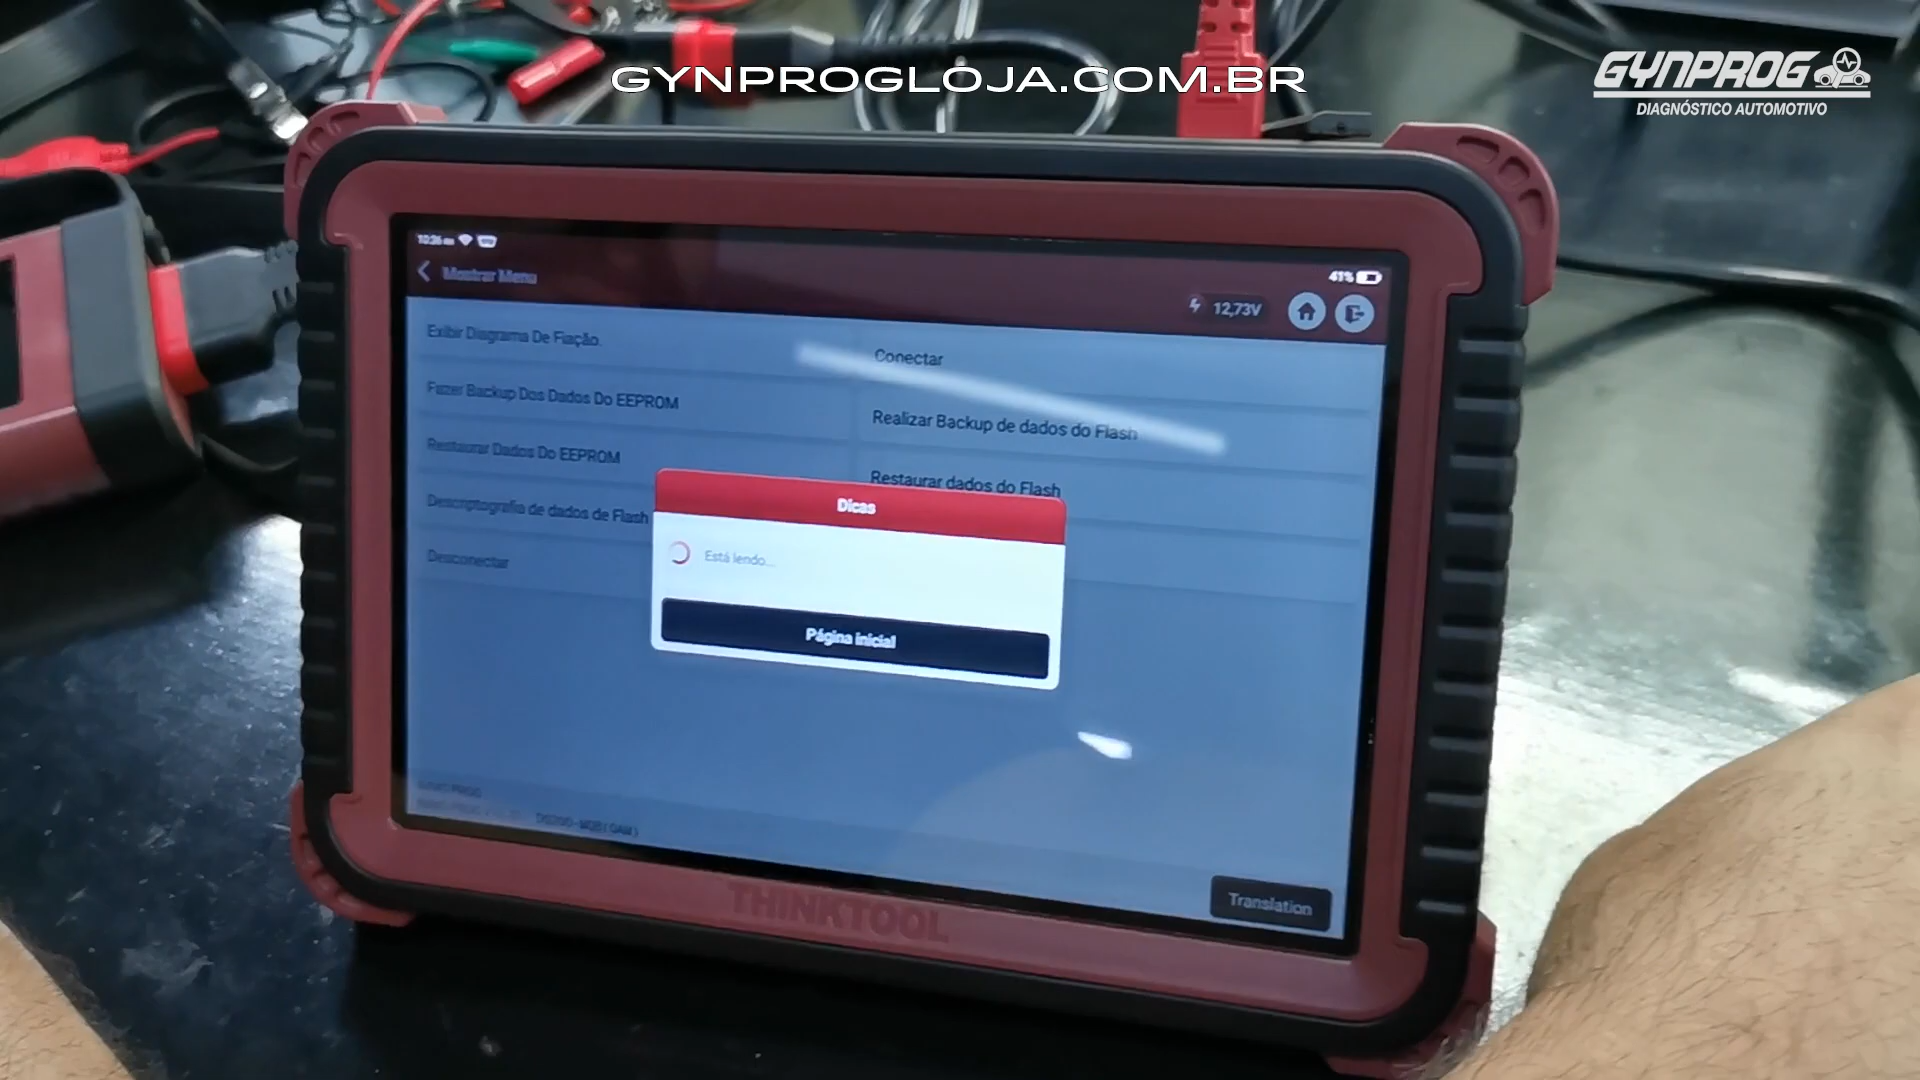 GYNPROGLOJA.COM.BR
GYNPROG
DIAGNÓSTICO AUTOMOTIVO
10:36
41%
Mostrar Menu
12,73V
Exibir Diagrama De Fiação.
Conectar
Fazer Backup Dos Dados Do EEPROM
Realizar Backup de dados do Flash
Restaurar Dados Do EEPROM
Restaurar dados do Flash
Descriptografia de dados de Flash
Desconectar
Dicas
Está lendo...
Página inicial
Translation
THINKTOOL